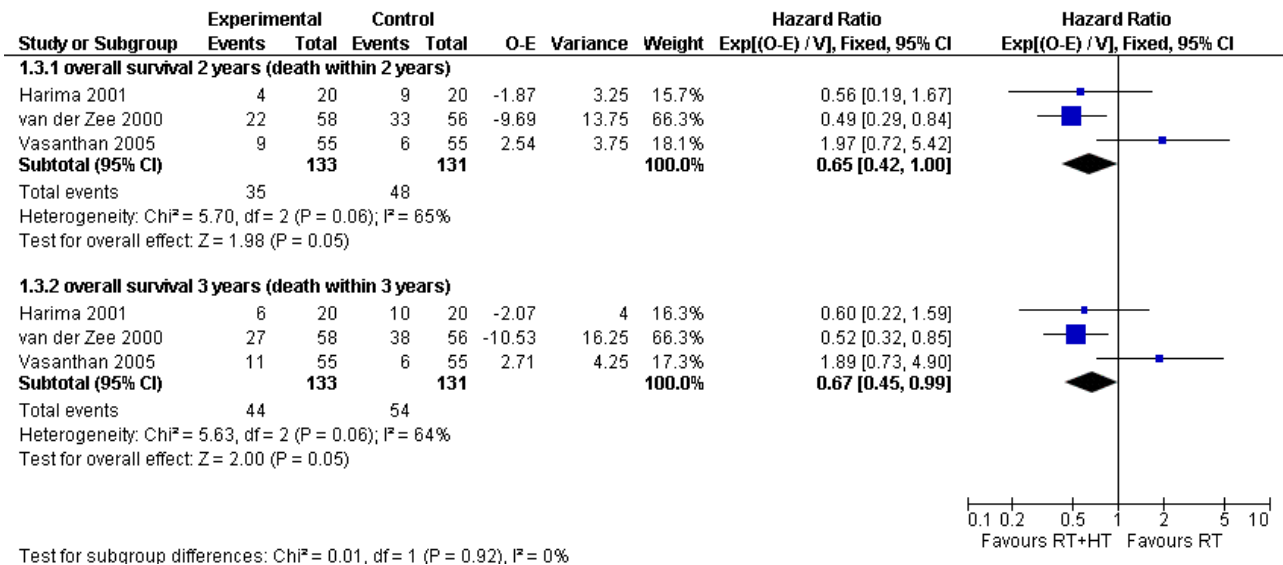 Experimental Control Hazard Ratio Hazard Ratio
Study or Subgroup Events Total Events Total O-E Variance Weight Exp[(O-E) / V], Fixed, 95% CI Exp[(O-E) / V], Fixed, 95% CI
1.3.1 overall survival 2 years (death within 2 years)
Harima 2001 4 20 9 20 -1.87 3.25 15.7% 0.56 [0.19, 1.67]
van der Zee 2000 22 58 33 56 -9.69 13.75 66.3% 0.49 [0.29, 0.84]
Vasanthan 2005 9 55 6 55 2.54 3.75 18.1% 1.97 [0.72, 5.42]
Subtotal (95% CI) 133 131 100.0% 0.65 [0.42, 1.00]
Total events 35 48
Heterogeneity: Chi² = 5.70, df = 2 (P = 0.06); I² = 65%
Test for overall effect: Z = 1.98 (P = 0.05)
1.3.2 overall survival 3 years (death within 3 years)
Harima 2001 6 20 10 20 -2.07 4 16.3% 0.60 [0.22, 1.59]
van der Zee 2000 27 58 38 56 -10.53 16.25 66.3% 0.52 [0.32, 0.85]
Vasanthan 2005 11 55 6 55 2.71 4.25 17.3% 1.89 [0.73, 4.90]
Subtotal (95% CI) 133 131 100.0% 0.67 [0.45, 0.99]
Total events 44 54
Heterogeneity: Chi² = 5.63, df = 2 (P = 0.06); I² = 64%
Test for overall effect: Z = 2.00 (P = 0.05)
0.1 0.2 0.5 1 2 5 10
Favours RT+HT Favours RT
Test for subgroup differences: Chi² = 0.01, df = 1 (P = 0.92), I² = 0%